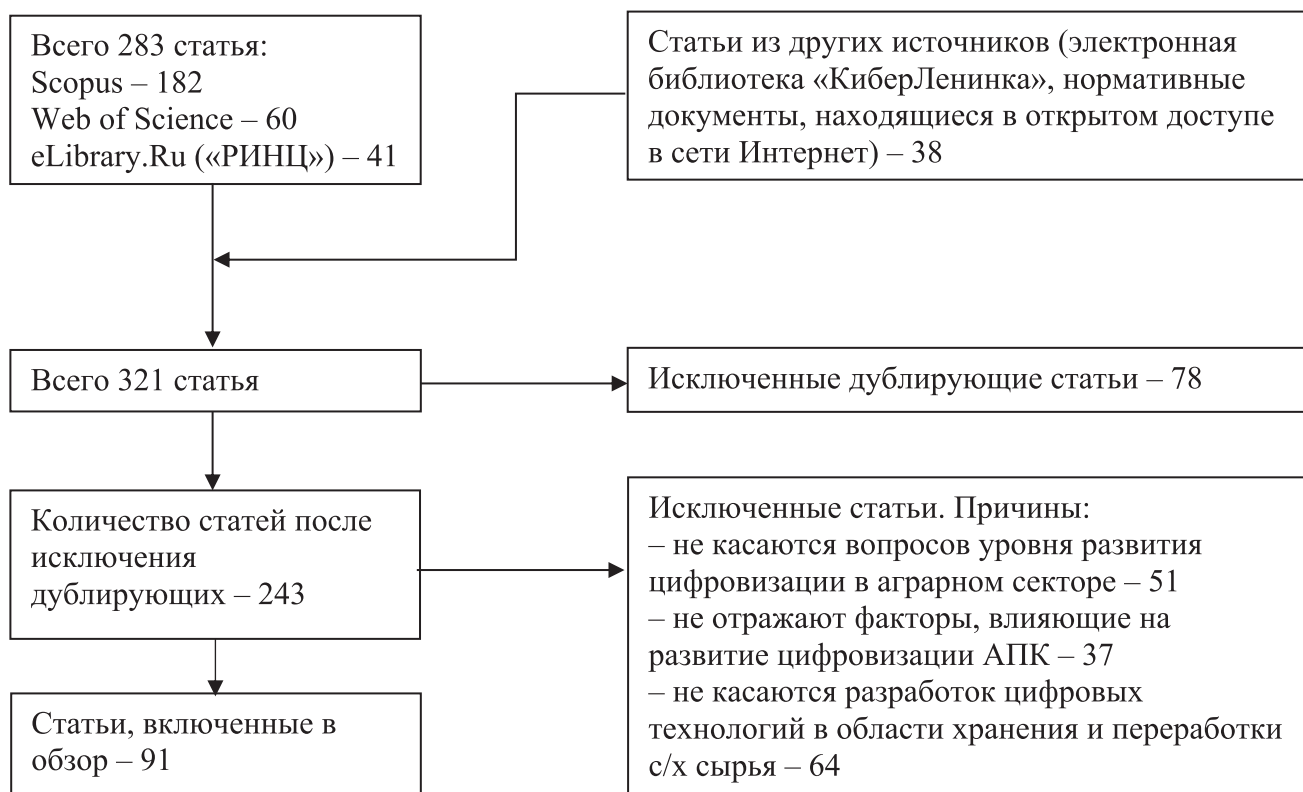 Всего 283 статья:
Scopus – 182
Web of Science – 60
eLibrary.Ru («РИНЦ») – 41
Статьи из других источников (электронная
библиотека «КиберЛенинка», нормативные
документы, находящиеся в открытом доступе
в сети Интернет) – 38
Всего 321 статья
Исключенные дублирующие статьи – 78
Количество статей после
исключения
дублирующих – 243
Исключенные статьи. Причины:
– не касаются вопросов уровня развития
цифровизации в аграрном секторе – 51
– не отражают факторы, влияющие на
развитие цифровизации АПК – 37
– не касаются разработок цифровых
технологий в области хранения и переработки
с/х сырья – 64
Статьи, включенные в
обзор – 91